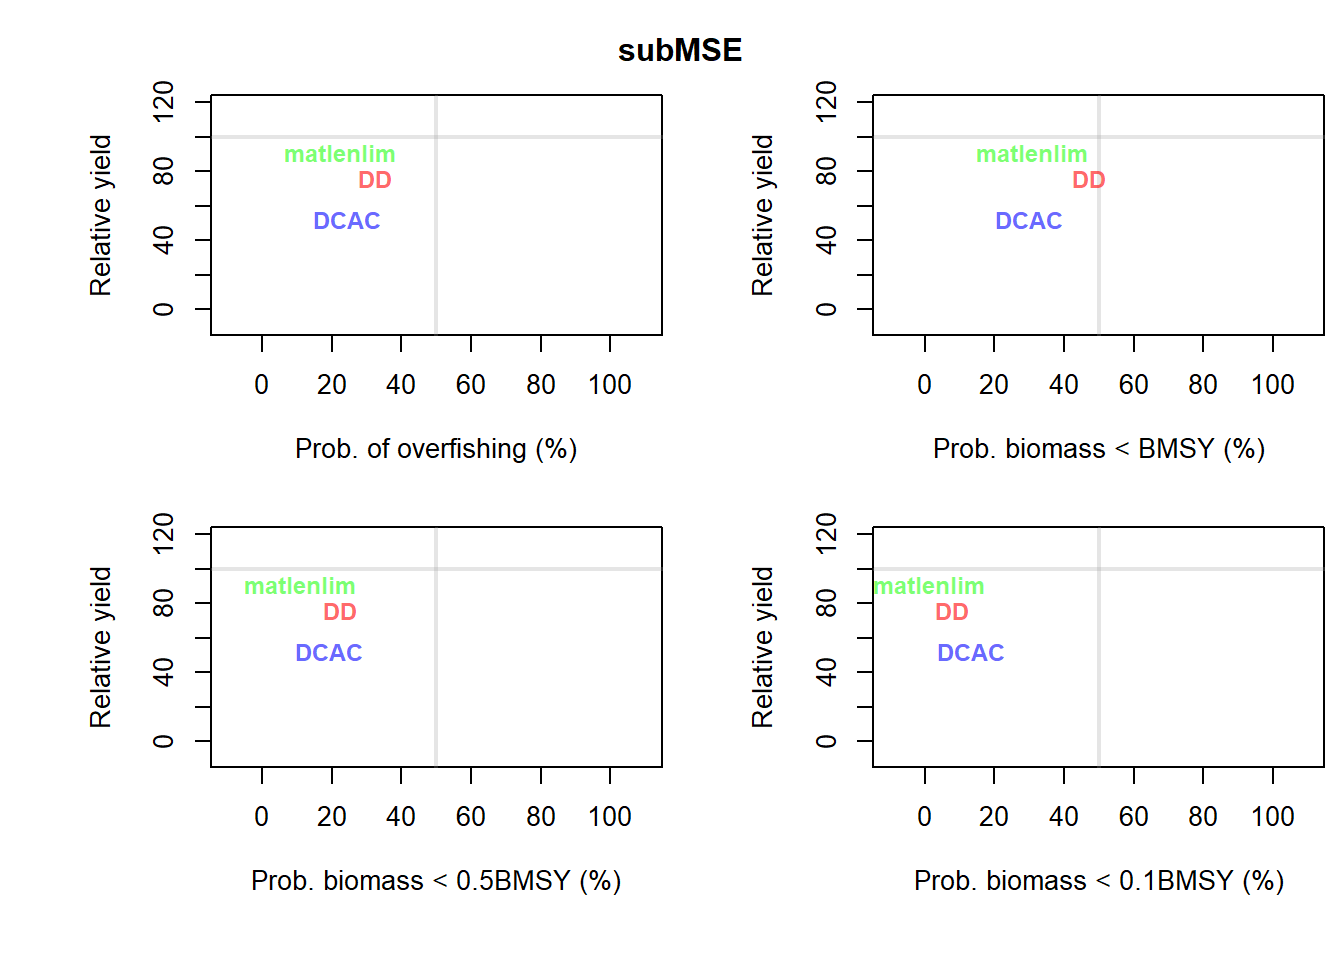 subMSE
120
80
40
0
Relative yield
matlenlim
DD
DCAC
0 20 40 60 80 100
Prob. of overfishing (%)
120
80
40
0
Relative yield
matlenlim
DD
DCAC
0 20 40 60 80 100
Prob. biomass < BMSY (%)
120
80
40
0
Relative yield
matlenlim
DD
DCAC
0 20 40 60 80 100
Prob. biomass < 0.5BMSY (%)
120
80
40
0
Relative yield
matlenlim
DD
DCAC
0 20 40 60 80 100
Prob. biomass < 0.1BMSY (%)